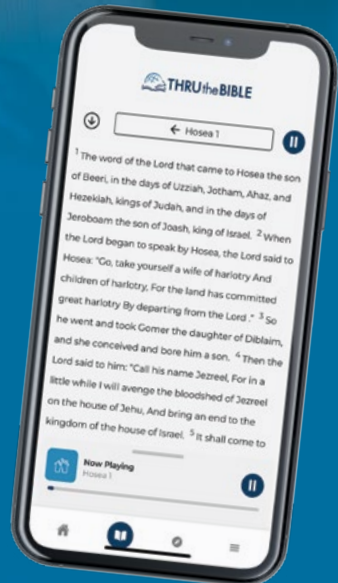 THRU the BIBLE
← Hosea 1
1 The word of the Lord that came to Hosea the son
of Beeri, in the days of Uzziah, Jotham, Ahaz, and
Hezekiah, kings of Judah, and in the days of
Jeroboam the son of Joash, king of Israel. 2 When
the Lord began to speak by Hosea, the Lord said to
Hosea: "Go, take yourself a wife of harlotry And
children of harlotry, For the land has committed
great harlotry By departing from the Lord ." 3 So
he went and took Gomer the daughter of Diblaim,
and she conceived and bore him a son. 4 Then the
Lord said to him: "Call his name Jezreel, For in a
little while I will avenge the bloodshed of Jezreel
on the house of Jehu, And bring an end to the
kingdom of the house of Israel. 5 It shall come to
Now Playing
Hosea 1